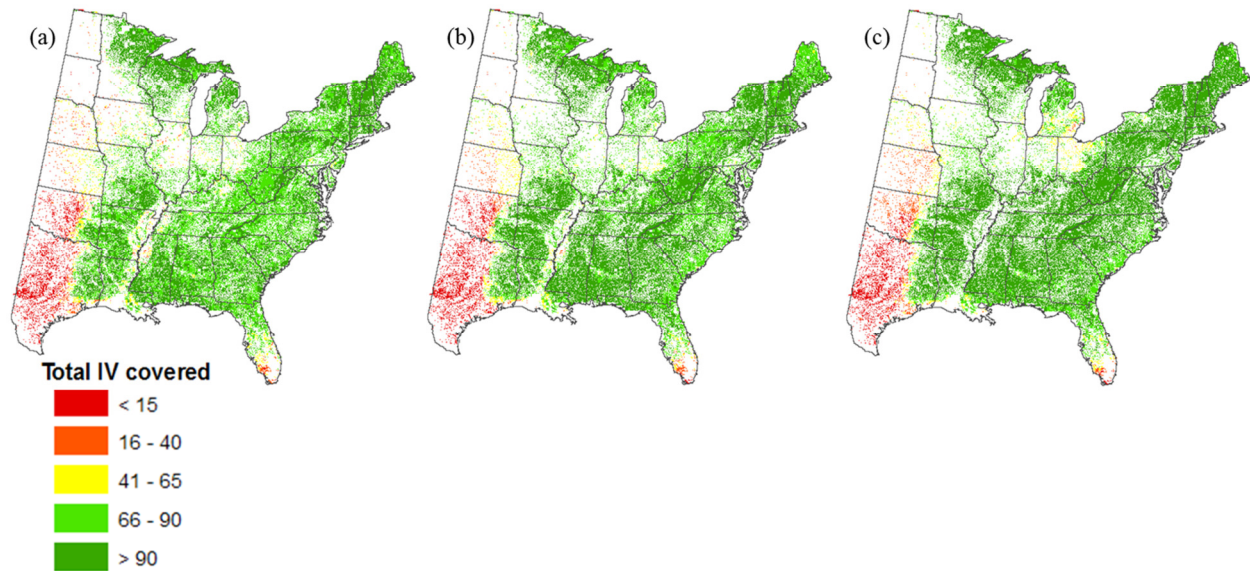 (a)
(b)
(c)
Total IV covered
< 15
16 - 40
41 - 65
66 - 90
> 90